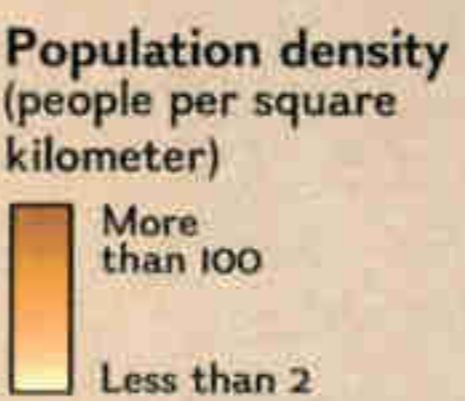 Population density
(people per square
kilometer)
More
than 100
Less than 2